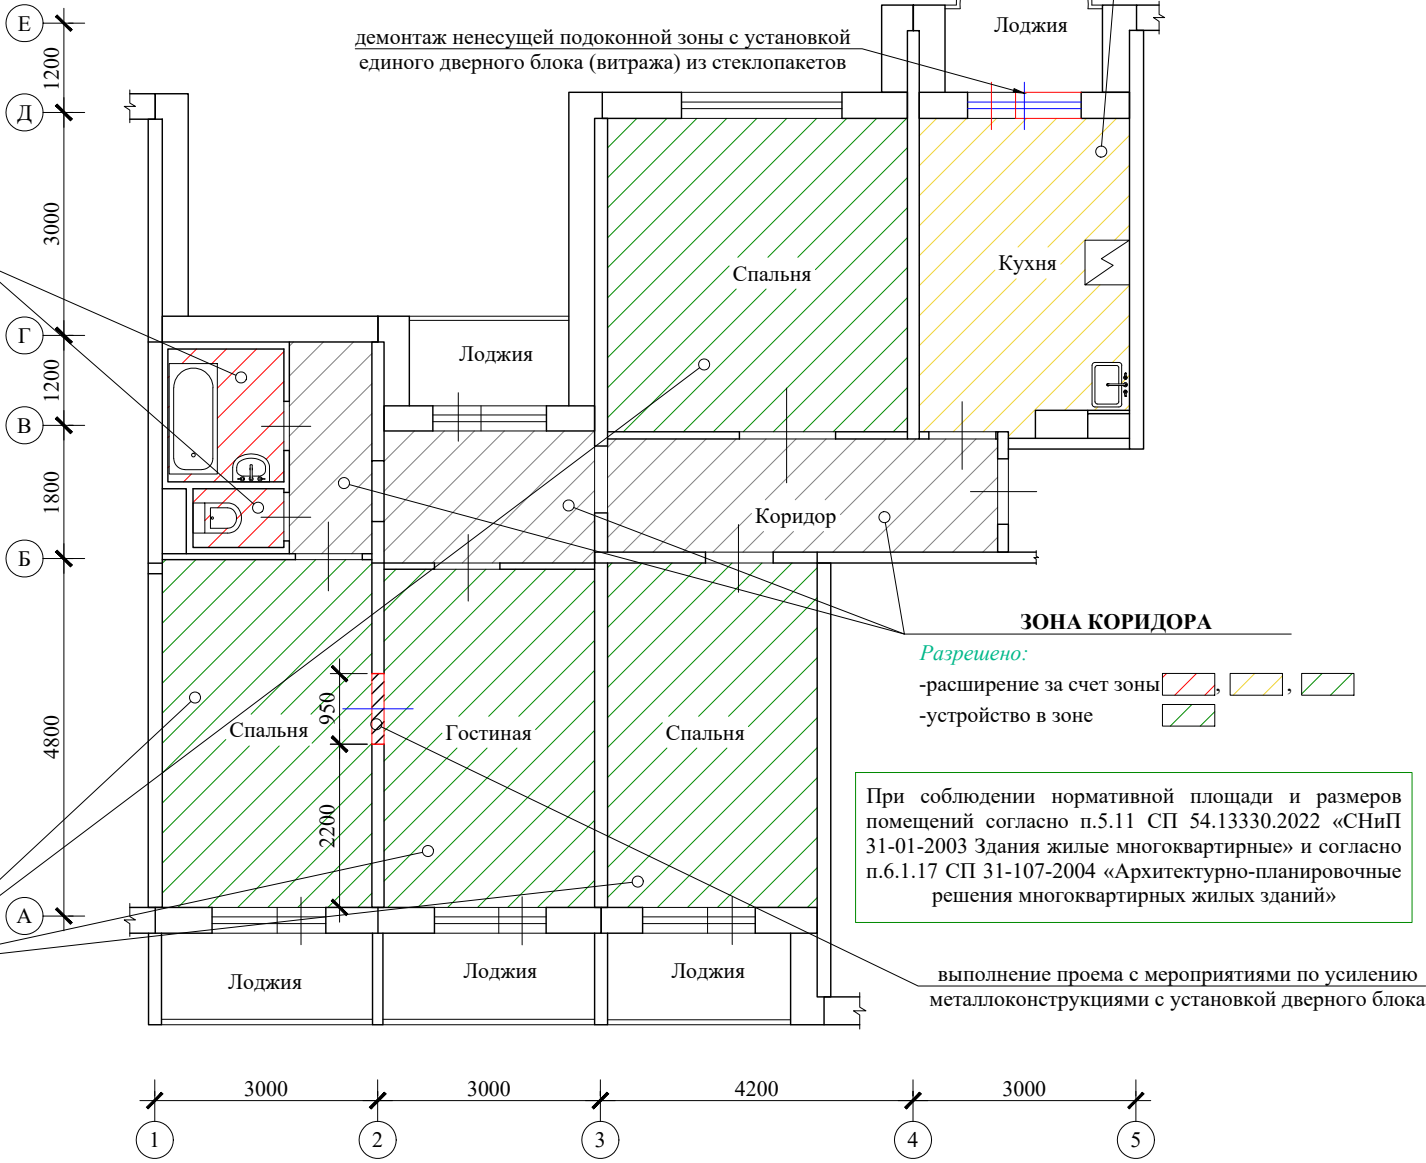 Е
Лоджия
демонтаж ненесущей подоконной зоны с установкой
единого дверного блока (витража) из стеклопакетов
1200
Д
3000
Спальня
Кухня
Г
Лоджия
1200
В
1800
Коридор
Б
ЗОНА КОРИДОРА
Разрешено:
-расширение за счет зоны , ,
-устройство в зоне
950
4800
Спальня
Гостиная
Спальня
2200
При соблюдении нормативной площади и размеров
помещений согласно п.5.11 СП 54.13330.2022 «СНиП
31-01-2003 Здания жилые многоквартирные» и согласно
п.6.1.17 СП 31-107-2004 «Архитектурно-планировочные
решения многоквартирных жилых зданий»
А
Лоджия
Лоджия
Лоджия
выполнение проема с мероприятиями по усилению
металлоконструкциями с установкой дверного блока
3000
3000
4200
3000
1
2
3
4
5